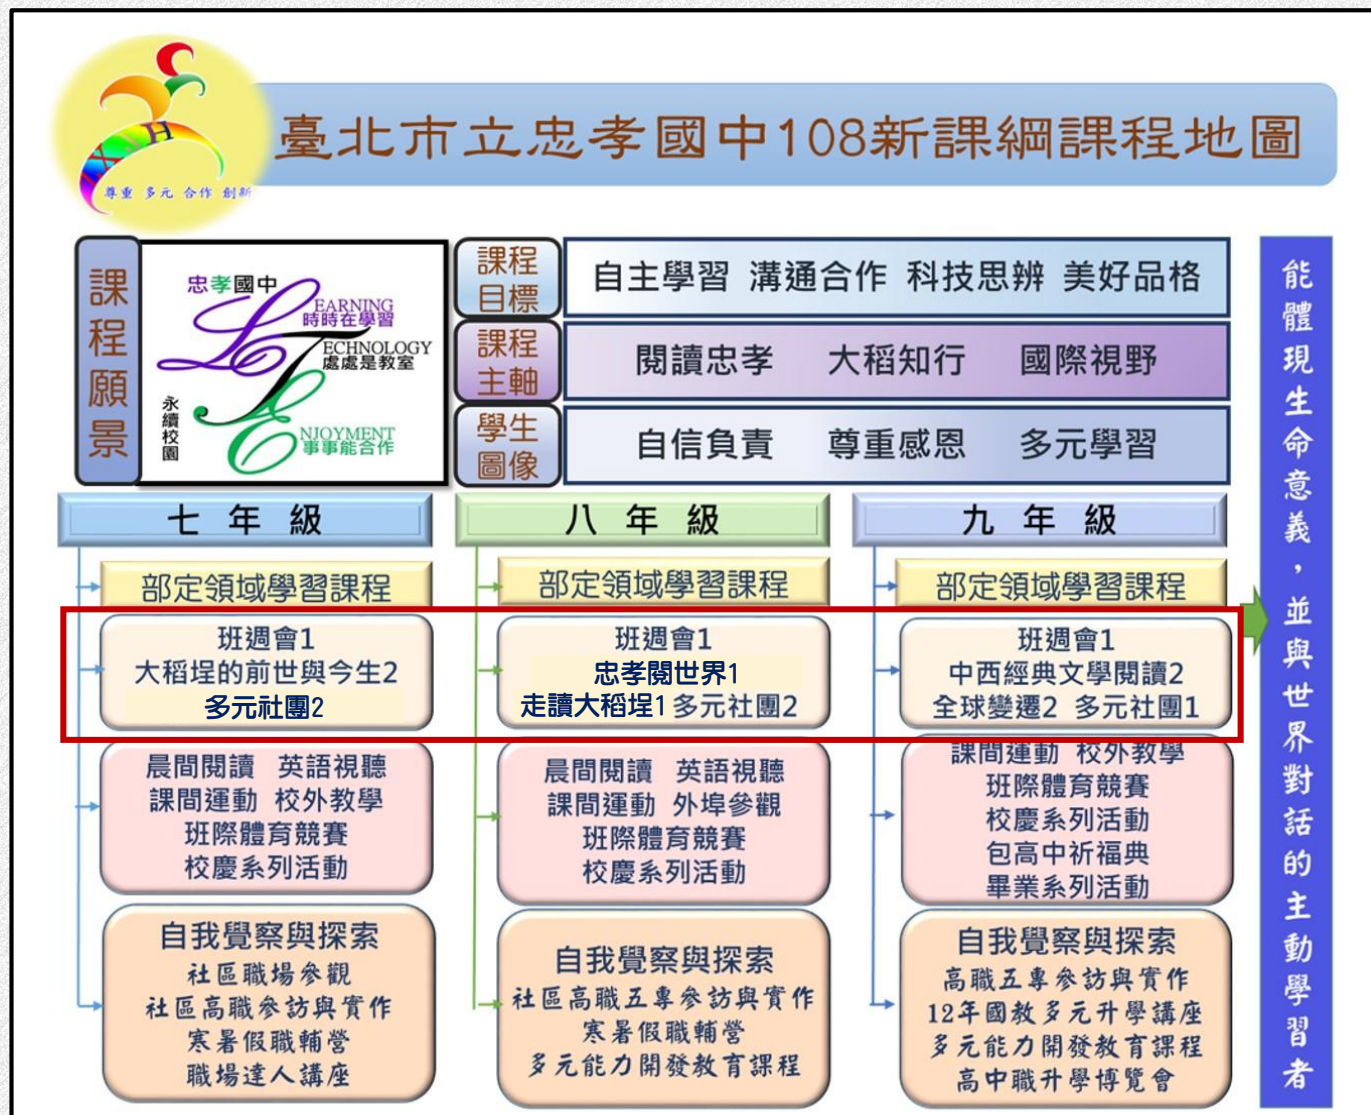 XHH
尊重 多元 合作 創新
臺北市立忠孝國中108新課綱課程地圖
課程願景
忠孝國中
LEARNING
時時在學習
TECHNOLOGY
處處是教室
永續校園
ENJOYMENT
事事能合作
課程目標
自主學習 溝通合作 科技思辨 美好品格
課程主軸
閱讀忠孝 大稻知行 國際視野
學生圖像
自信負責 尊重感恩 多元學習
七年級
部定領域學習課程
班週會1
大稻埕的前世與今生2
多元社團2
晨間閱讀 英語視聽
課間運動 校外教學
班際體育競賽
校慶系列活動
自我覺察與探索
社區職場參觀
社區高職參訪與實作
寒暑假職輔營
職場達人講座
八年級
部定領域學習課程
班週會1
忠孝閱世界1
走讀大稻埕1 多元社團2
晨間閱讀 英語視聽
課間運動 外埠參觀
班際體育競賽
校慶系列活動
自我覺察與探索
社區高職五專參訪與實作
寒暑假職輔營
多元能力開發教育課程
九年級
部定領域學習課程
班週會1
中西經典文學閱讀2
全球變遷2 多元社團1
課間運動 校外教學
班際體育競賽
校慶系列活動
包高中祈福典
畢業系列活動
自我覺察與探索
高職五專參訪與實作
12年國教多元升學講座
多元能力開發教育課程
高中職升學博覽會
能體現生命意義，並與世界對話的主動學習者